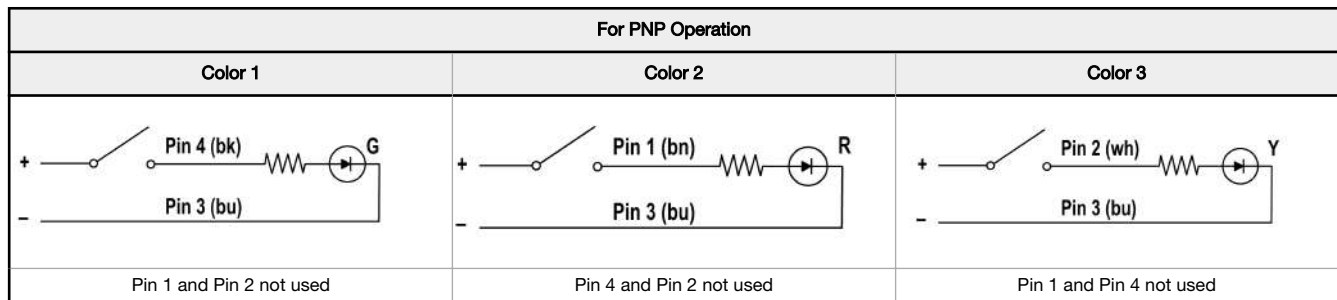 For PNP Operation
Color 1
Color 2
Color 3
+
Pin 4 (bk)
G
–
Pin 3 (bu)
+
Pin 1 (bn)
R
–
Pin 3 (bu)
+
Pin 2 (wh)
Y
–
Pin 3 (bu)
Pin 1 and Pin 2 not used
Pin 4 and Pin 2 not used
Pin 1 and Pin 4 not used